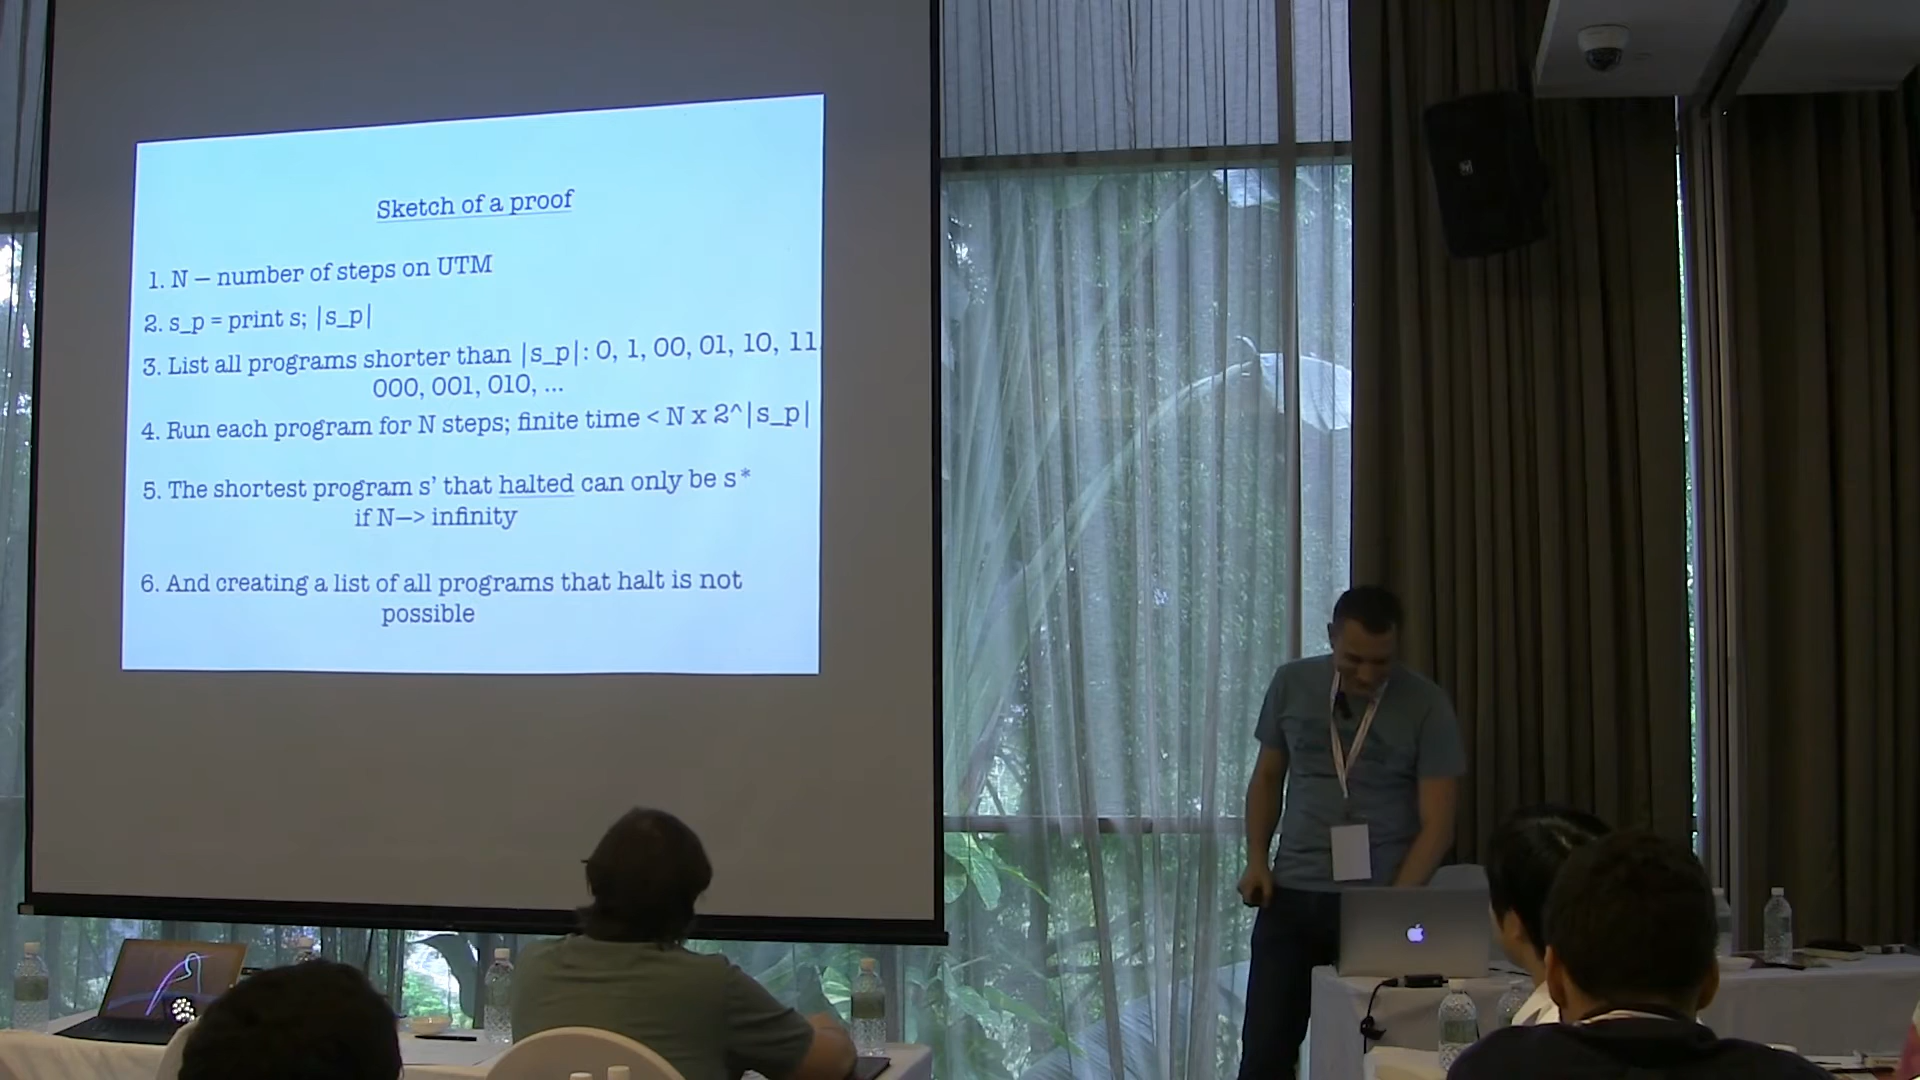 Sketch of a proof
1. N – number of steps on UTM
2. s_p = print s; |s_p|
3. List all programs shorter than |s_p|: 0, 1, 00, 01, 10, 11
000, 001, 010, ...
4. Run each program for N steps; finite time < N x 2^|s_p|
5. The shortest program s' that halted can only be s*
if N—> infinity
6. And creating a list of all programs that halt is not
possible